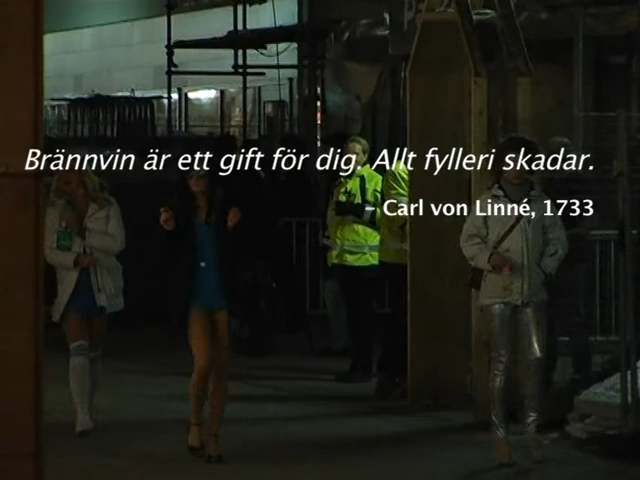 Brännvin är ett gift för dig. Allt fylleri skadar.
Carl von Linné, 1733